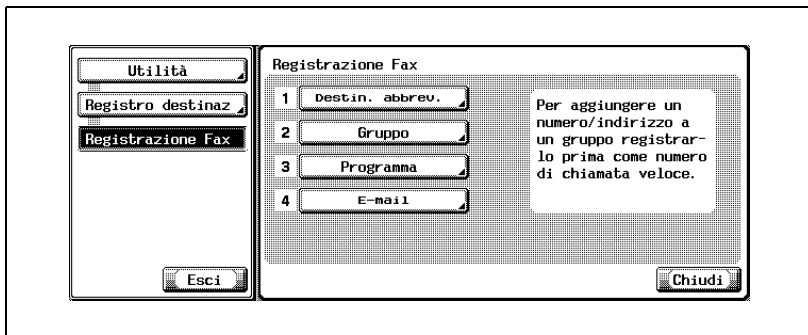 Utilità
Registro destinaz
Registrazione Fax
Esci
Registrazione Fax
1 Destin. abbrev.
2 Gruppo
3 Programma
4 E-mail
Per aggiungere un
numero/indirizzo a
un gruppo registrar-
lo prima come numero
di chiamata veloce.
Chiudi